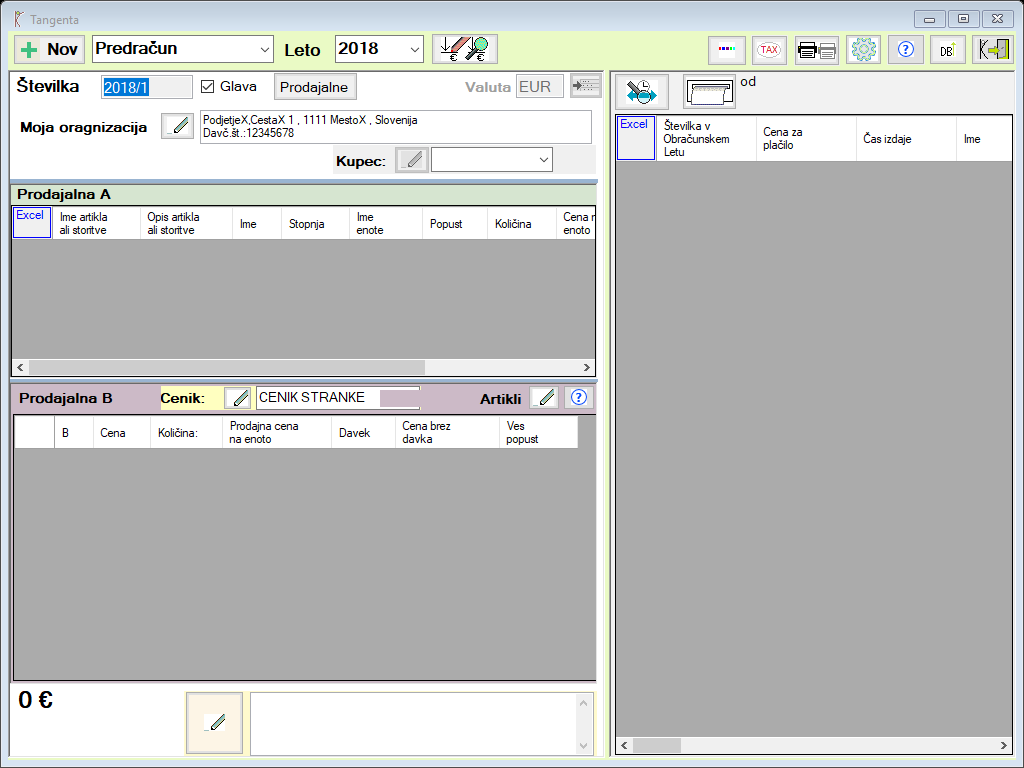 Tangenta
Nov
Predračun
Leto
2018
TAX
DB
Številka
2018/1
Glava
Prodajalne
Valuta
EUR
od
Moja oragnizacija
PodjetjeX,CestaX 1 , 1111 MestoX , Slovenija
Davč.št.:12345678
Kupec:
Excel
Številka v
Obračunskem
Letu
Cena za
plačilo
Čas izdaje
Ime
Prodajalna A
Excel
Ime artikla
ali storitve
Opis artikla
ali storitve
Ime
Stopnja
Ime
enote
Popust
Količina
Cena n
enoto
Prodajalna B
Cenik:
CENIK STRANKE
Artikli
B
Cena
Količina:
Prodajna cena
na enoto
Davek
Cena brez
davka
Ves
popust
0 €